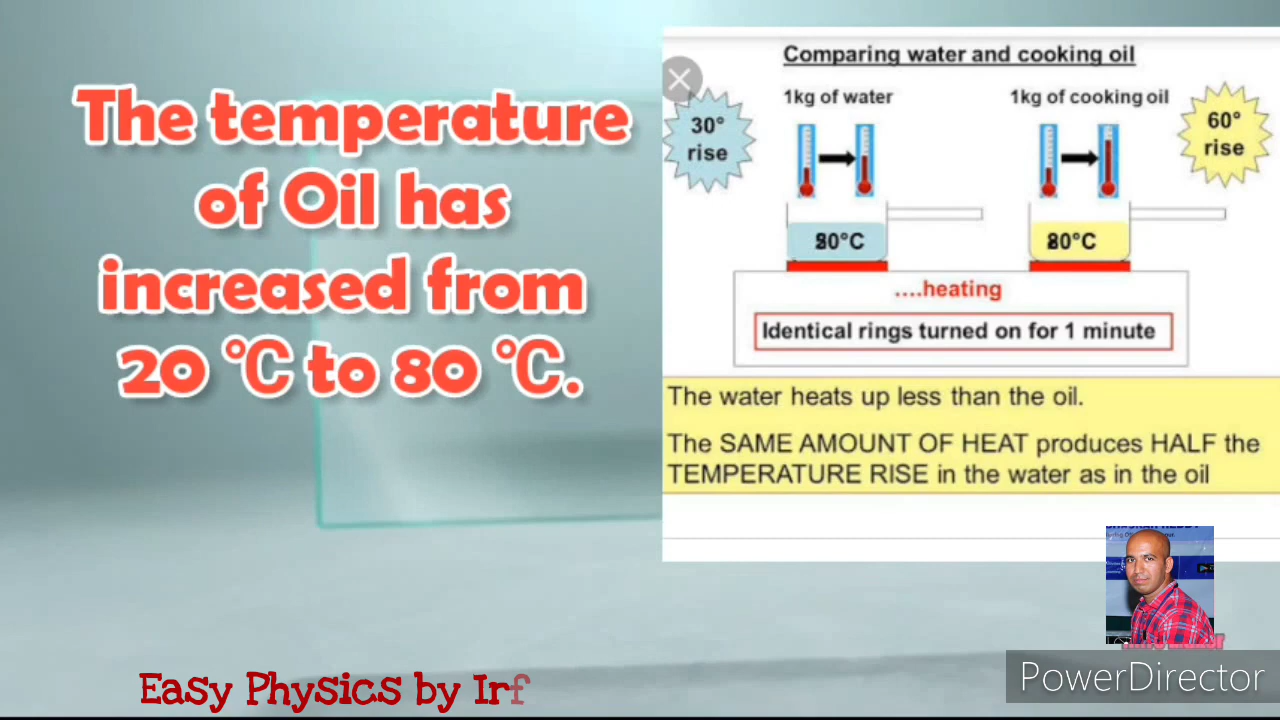 The temperature
of Oil has
increased from
20 °C to 80 °C.
Comparing water and cooking oil
1kg of water
1kg of cooking oil
30°
rise
60°
rise
°C
°C
....heating
Identical rings turned on for 1 minute
The water heats up less than the oil.
The SAME AMOUNT OF HEAT produces HALF the
TEMPERATURE RISE in the water as in the oil
Easy Physics by Irf
PowerDirector